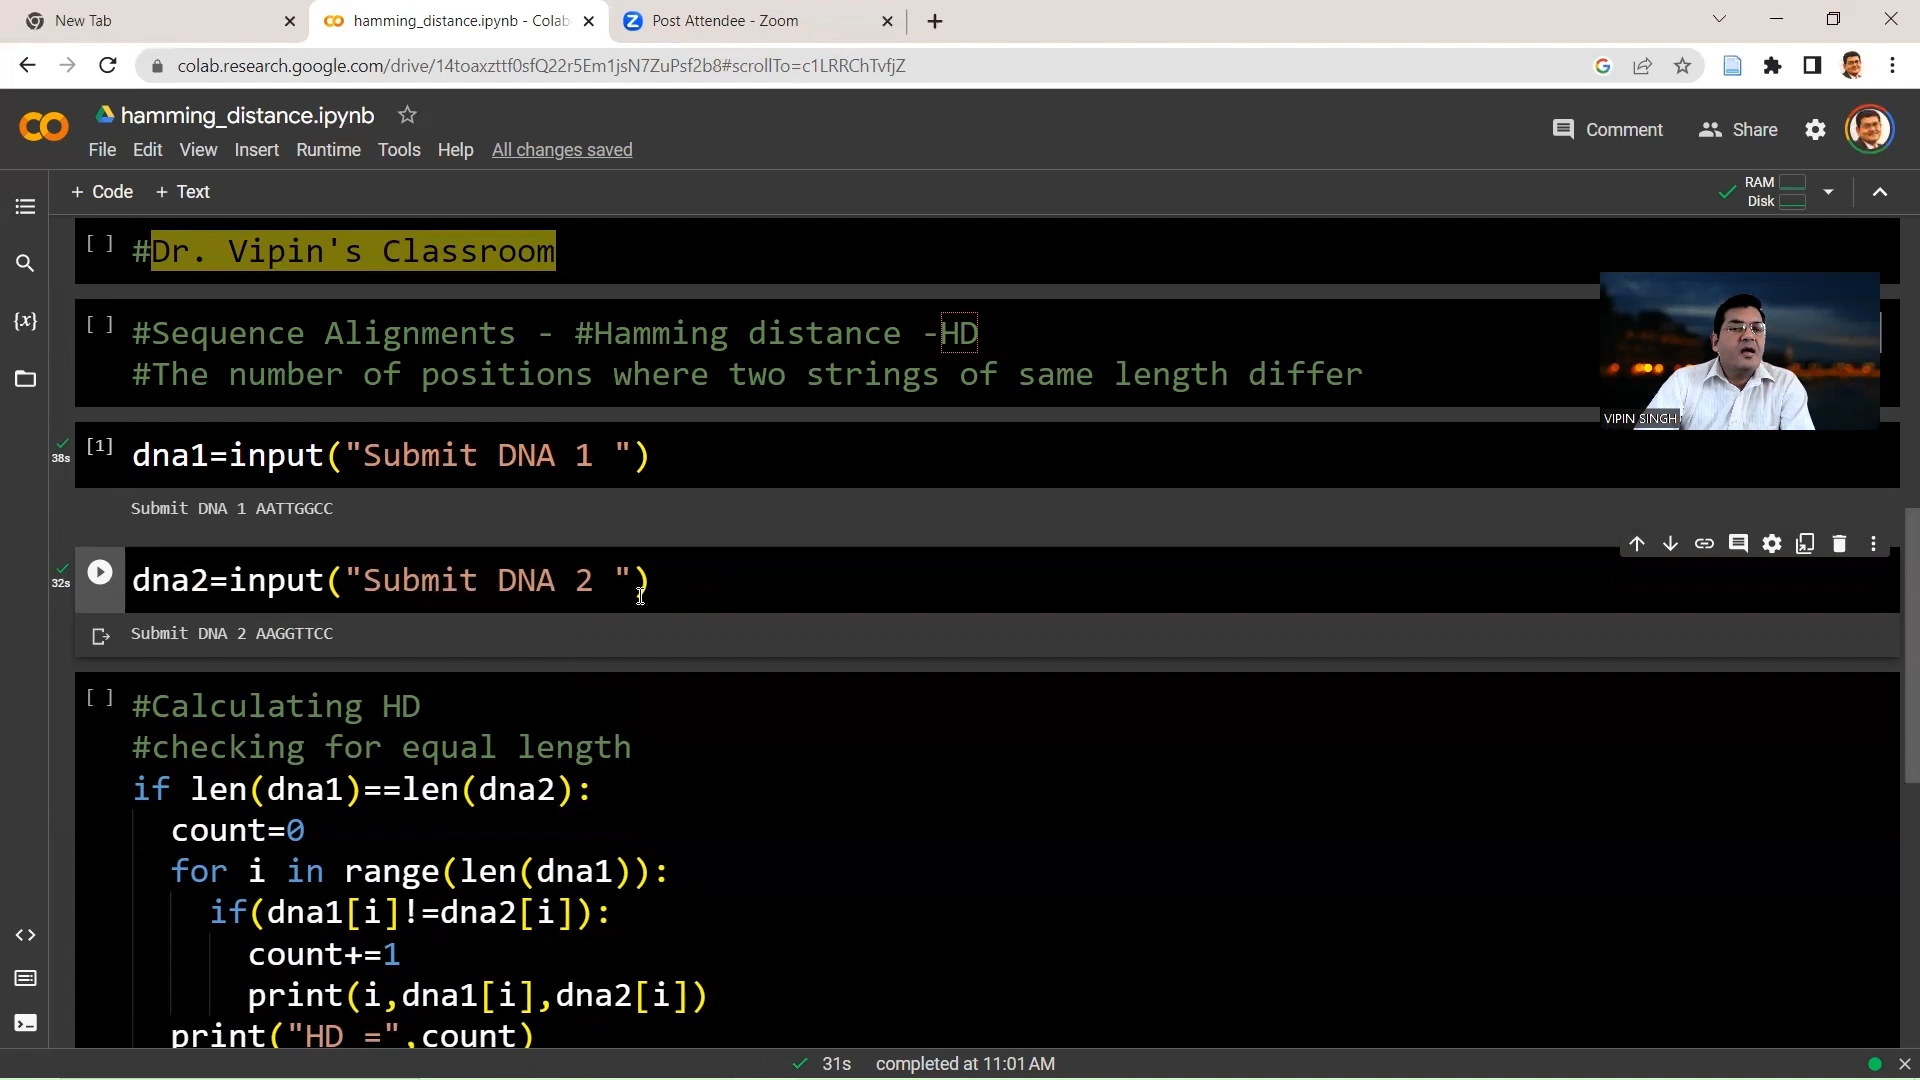 New Tab
hamming_distance.ipynb - Colab
Post Attendee - Zoom
colab.research.google.com/drive/14toaxzttf0sfQ22r5Em1jsN7ZuPsf2b8#scrollTo=c1LRRChTvfjZ
hamming_distance.ipynb
Comment
Share
File Edit View Insert Runtime Tools Help All changes saved
+ Code + Text
RAM
Disk
[ ] #Dr. Vipin's Classroom
[ ] #Sequence Alignments - #Hamming distance -HD
#The number of positions where two strings of same length differ
VIPIN SINGH
38s [1] dna1=input("Submit DNA 1 ")
Submit DNA 1 AATTGGCC
32s dna2=input("Submit DNA 2 ")
Submit DNA 2 AAGGTTCC
[ ] #Calculating HD
#checking for equal length
if len(dna1)==len(dna2):
count=0
for i in range(len(dna1)):
if(dna1[i]!=dna2[i]):
count+=1
print(i,dna1[i],dna2[i])
print("HD =",count)
31s completed at 11:01 AM